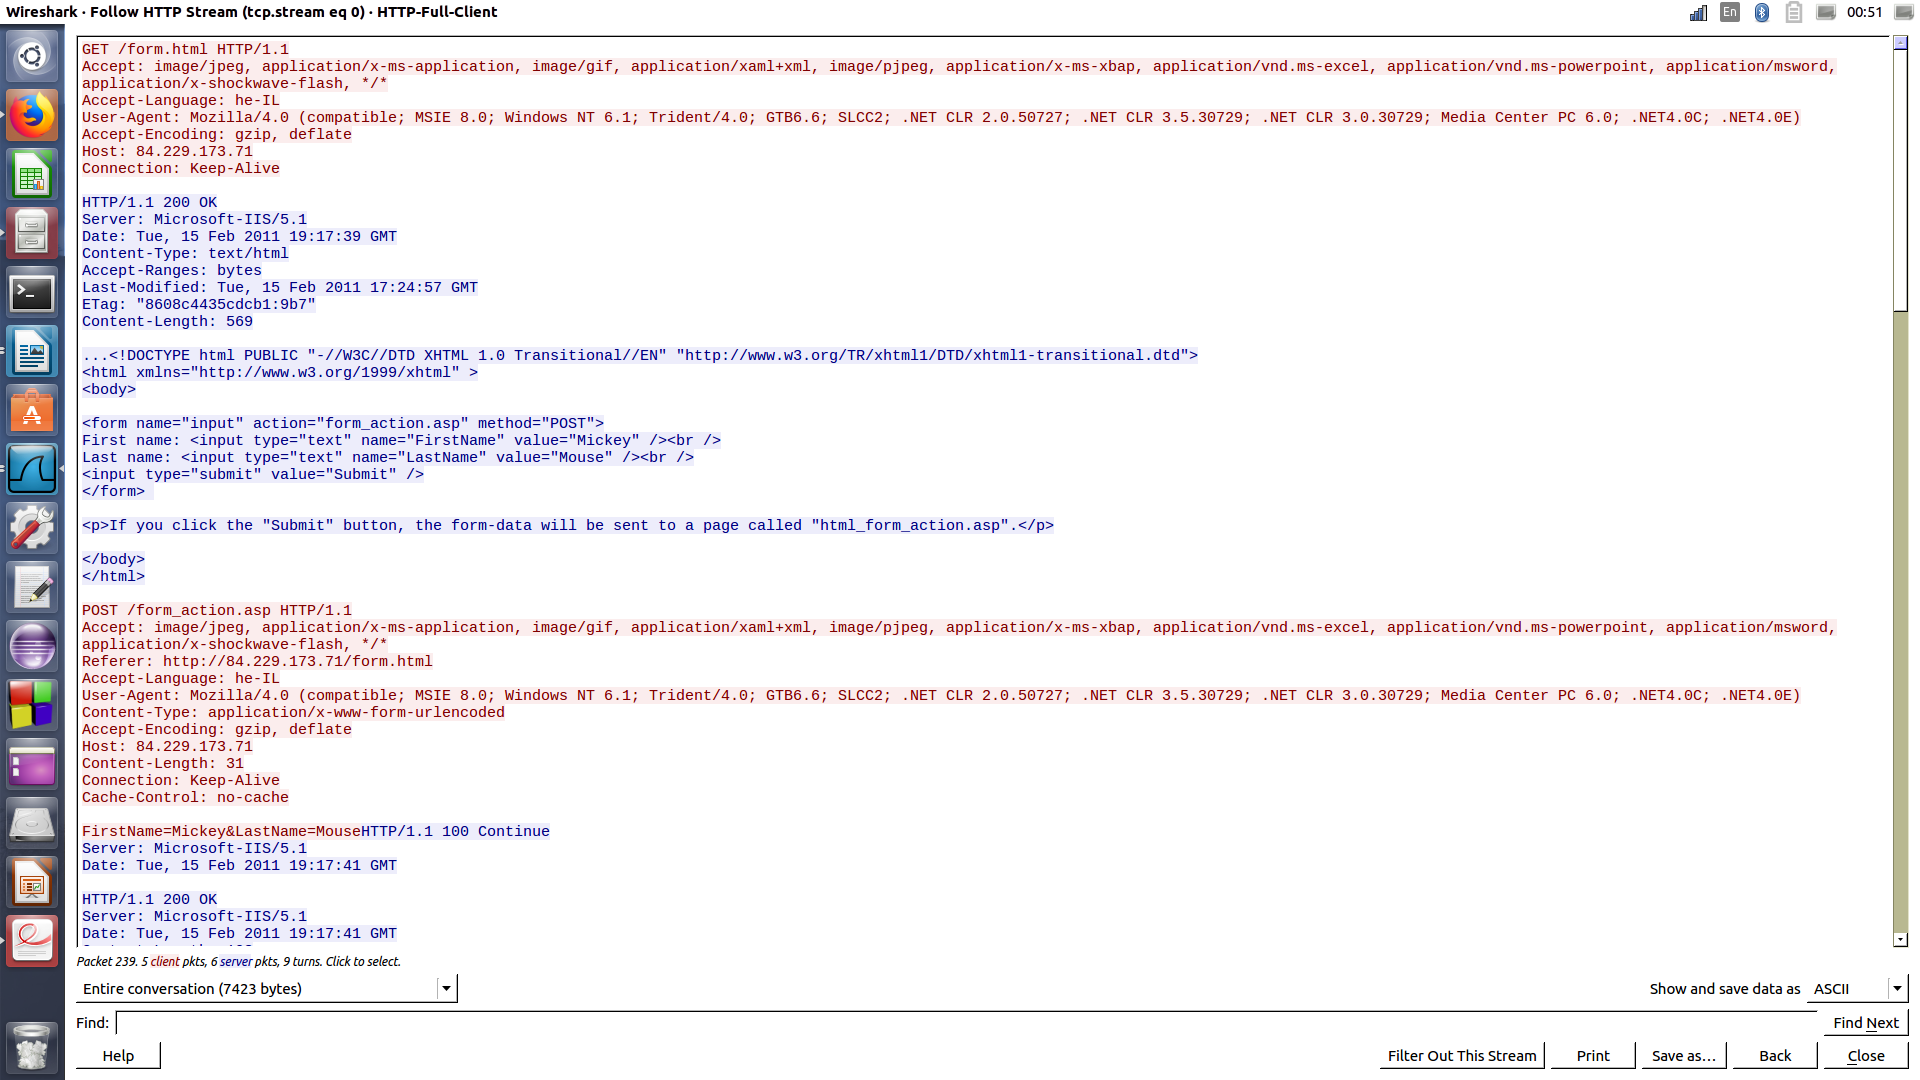 Wireshark · Follow HTTP Stream (tcp.stream eq 0) · HTTP-Full-Client
En
00:51
GET /form.html HTTP/1.1
Accept: image/jpeg, application/x-ms-application, image/gif, application/xaml+xml, image/pjpeg, application/x-ms-xbap, application/vnd.ms-excel, application/vnd.ms-powerpoint, application/msword,
application/x-shockwave-flash, */*
Accept-Language: he-IL
User-Agent: Mozilla/4.0 (compatible; MSIE 8.0; Windows NT 6.1; Trident/4.0; GTB6.6; SLCC2; .NET CLR 2.0.50727; .NET CLR 3.5.30729; .NET CLR 3.0.30729; Media Center PC 6.0; .NET4.0C; .NET4.0E)
Accept-Encoding: gzip, deflate
Host: 84.229.173.71
Connection: Keep-Alive
HTTP/1.1 200 OK
Server: Microsoft-IIS/5.1
Date: Tue, 15 Feb 2011 19:17:39 GMT
Content-Type: text/html
Accept-Ranges: bytes
Last-Modified: Tue, 15 Feb 2011 17:24:57 GMT
ETag: "8608c4435cdcb1:9b7"
Content-Length: 569
...<!DOCTYPE html PUBLIC "-//W3C//DTD XHTML 1.0 Transitional//EN" "http://www.w3.org/TR/xhtml1/DTD/xhtml1-transitional.dtd">
<html xmlns="http://www.w3.org/1999/xhtml" >
<body>
<form name="input" action="form_action.asp" method="POST">
First name: <input type="text" name="FirstName" value="Mickey" /><br />
Last name: <input type="text" name="LastName" value="Mouse" /><br />
<input type="submit" value="Submit" />
</form>
<p>If you click the "Submit" button, the form-data will be sent to a page called "html_form_action.asp".</p>
</body>
</html>
POST /form_action.asp HTTP/1.1
Accept: image/jpeg, application/x-ms-application, image/gif, application/xaml+xml, image/pjpeg, application/x-ms-xbap, application/vnd.ms-excel, application/vnd.ms-powerpoint, application/msword,
application/x-shockwave-flash, */*
Referer: http://84.229.173.71/form.html
Accept-Language: he-IL
User-Agent: Mozilla/4.0 (compatible; MSIE 8.0; Windows NT 6.1; Trident/4.0; GTB6.6; SLCC2; .NET CLR 2.0.50727; .NET CLR 3.5.30729; .NET CLR 3.0.30729; Media Center PC 6.0; .NET4.0C; .NET4.0E)
Content-Type: application/x-www-form-urlencoded
Accept-Encoding: gzip, deflate
Host: 84.229.173.71
Content-Length: 31
Connection: Keep-Alive
Cache-Control: no-cache
FirstName=Mickey&LastName=MouseHTTP/1.1 100 Continue
Server: Microsoft-IIS/5.1
Date: Tue, 15 Feb 2011 19:17:41 GMT
HTTP/1.1 200 OK
Server: Microsoft-IIS/5.1
Date: Tue, 15 Feb 2011 19:17:41 GMT
Packet 239. 5 client pkts, 6 server pkts, 9 turns. Click to select.
Entire conversation (7423 bytes)
Show and save data as ASCII
Find:
Find Next
Help
Filter Out This Stream
Print
Save as...
Back
Close